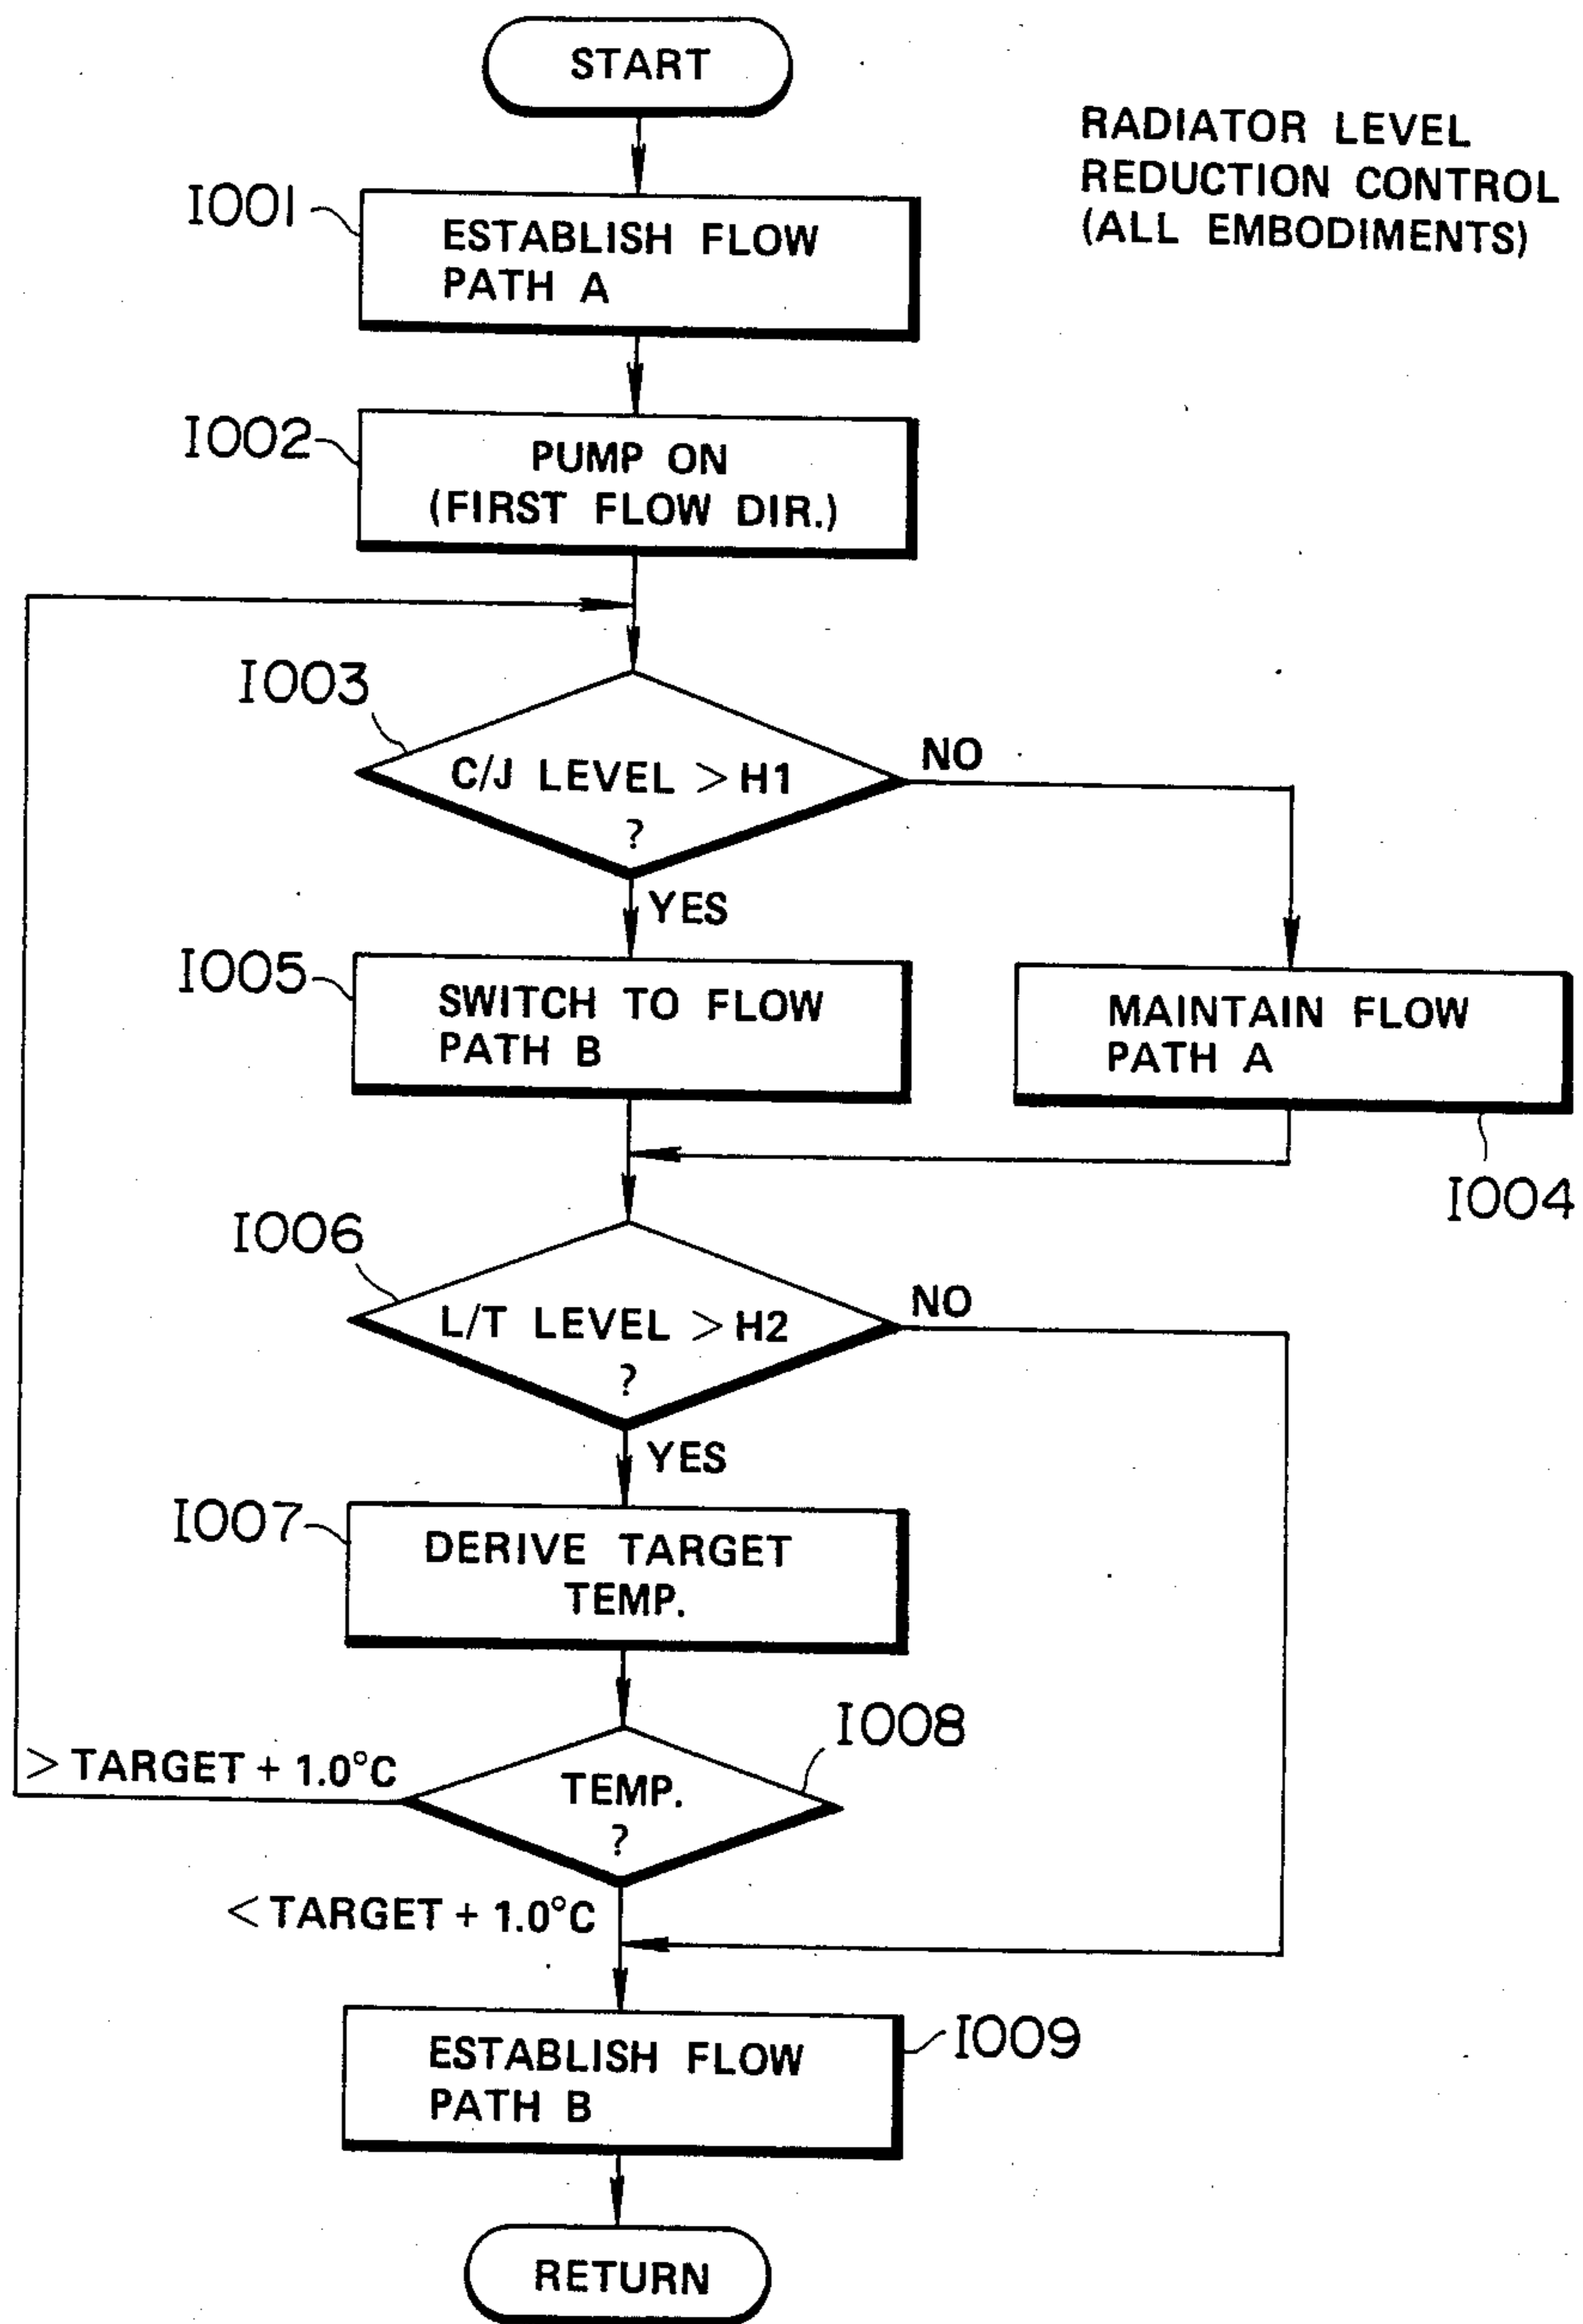 START
RADIATOR LEVEL
REDUCTION CONTROL
(ALL EMBODIMENTS)
1001
ESTABLISH FLOW
PATH A
1002
PUMP ON
(FIRST FLOW DIR.)
1003
C/J LEVEL > H1
?
NO
YES
1005
SWITCH TO FLOW
PATH B
MAINTAIN FLOW
PATH A
1004
1006
L/T LEVEL > H2
?
NO
YES
1007
DERIVE TARGET
TEMP.
1008
> TARGET + 1.0°C
TEMP.
?
< TARGET + 1.0°C
ESTABLISH FLOW
PATH B
1009
RETURN